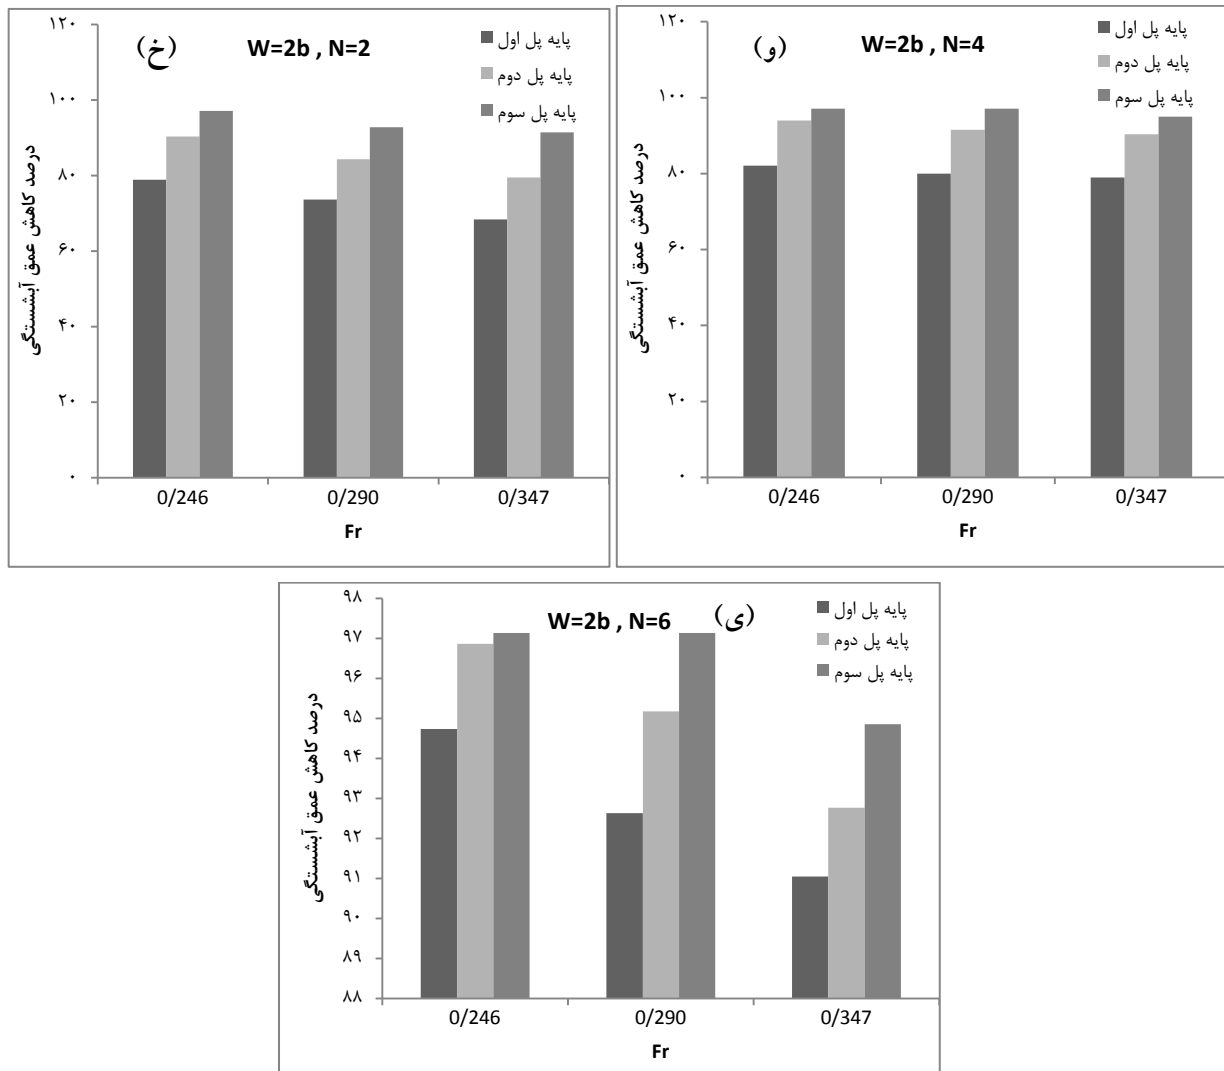 (خ)
W=2b , N=2
پایه پل اول
پایه پل دوم
پایه پل سوم
درصد کاهش عمق آبشستگی
۱۲۰
۱۰۰
۸۰
۶۰
۴۰
۲۰
۰
0/246 0/290 0/347
Fr
(و)
W=2b , N=4
پایه پل اول
پایه پل دوم
پایه پل سوم
درصد کاهش عمق آبشستگی
۱۲۰
۱۰۰
۸۰
۶۰
۴۰
۲۰
۰
0/246 0/290 0/347
Fr
W=2b , N=6
(ی)
پایه پل اول
پایه پل دوم
پایه پل سوم
درصد کاهش عمق آبشستگی
۹۸
۹۷
۹۶
۹۵
۹۴
۹۳
۹۲
۹۱
۹۰
۸۹
۸۸
0/246 0/290 0/347
Fr